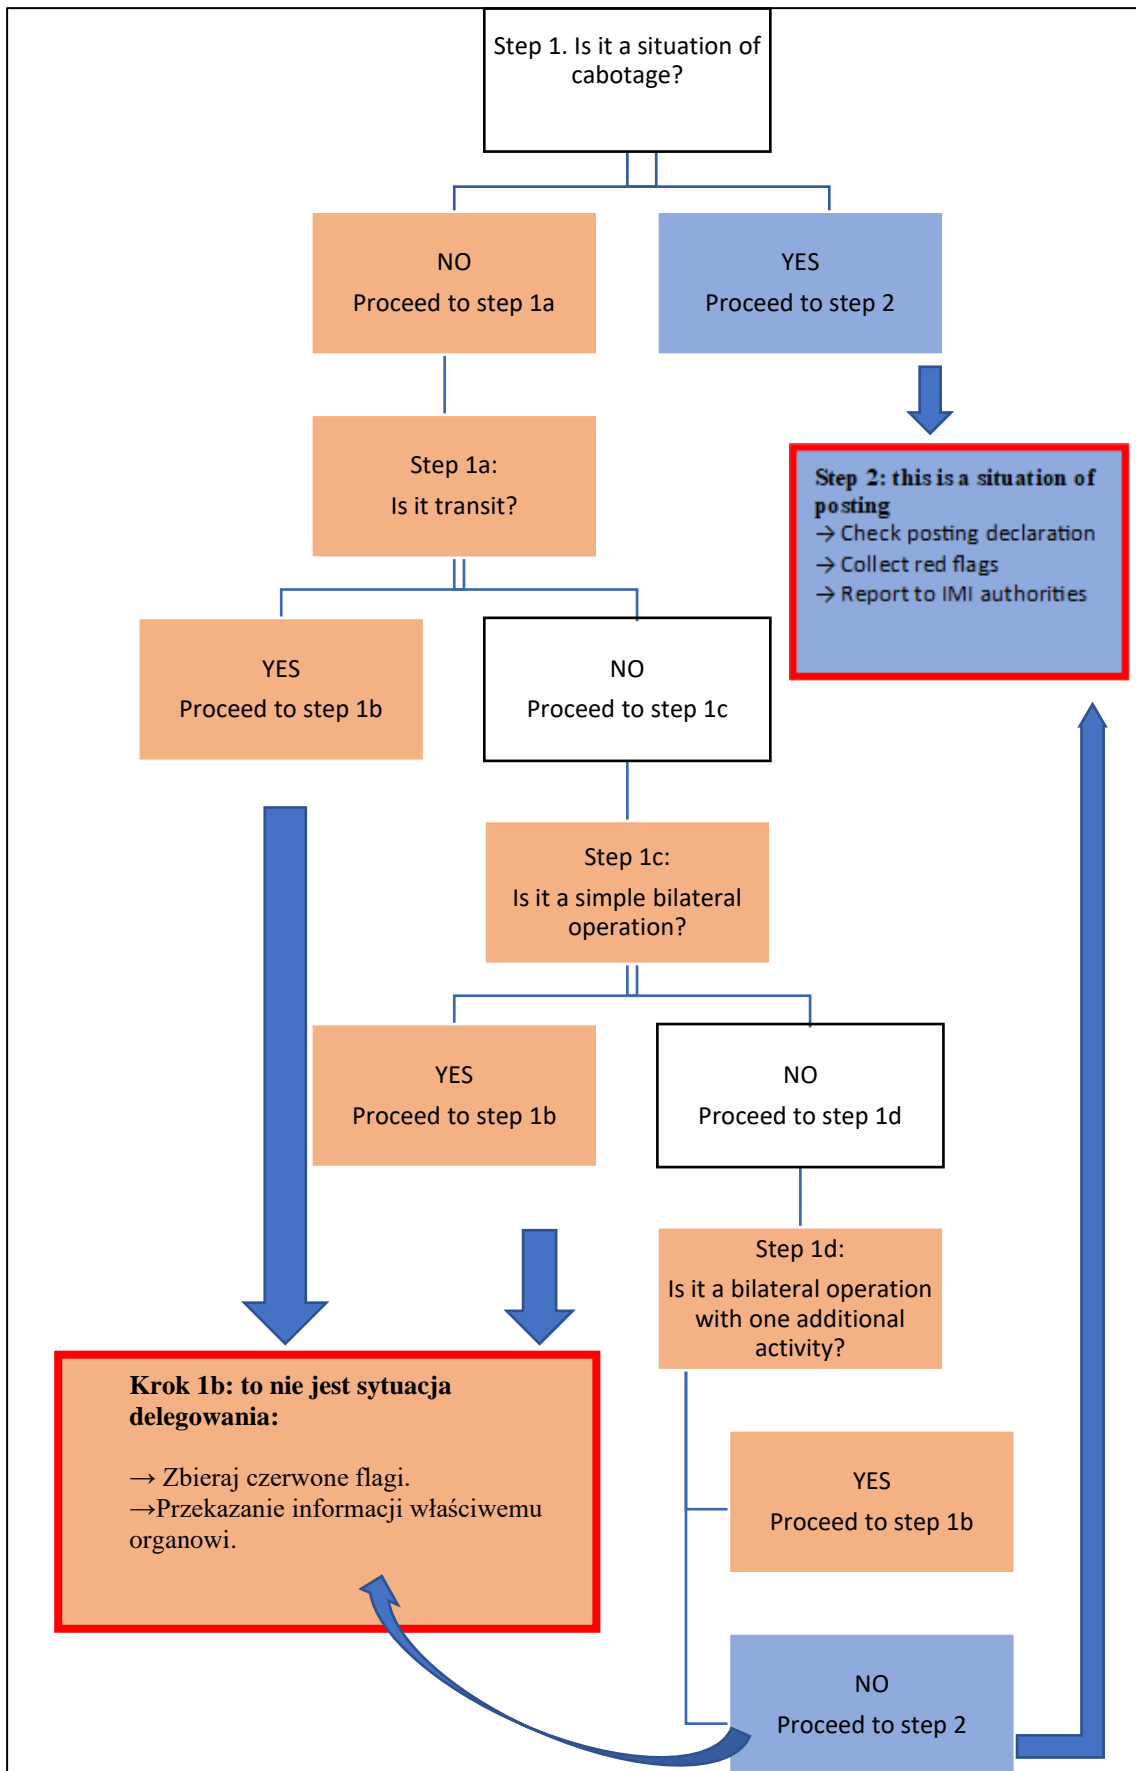 Step 1. Is it a situation of
cabotage?
NO
Proceed to step 1a
YES
Proceed to step 2
Step 1a:
Is it transit?
Step 2: this is a situation of
posting
→ Check posting declaration
→ Collect red flags
→ Report to IMI authorities
YES
Proceed to step 1b
NO
Proceed to step 1c
Step 1c:
Is it a simple bilateral
operation?
YES
Proceed to step 1b
NO
Proceed to step 1d
Step 1d:
Is it a bilateral operation
with one additional
activity?
Krok 1b: to nie jest sytuacja
delegowania:
→ Zbieraj czerwone flagi.
→Przekazanie informacji właściwemu
organowi.
YES
Proceed to step 1b
NO
Proceed to step 2